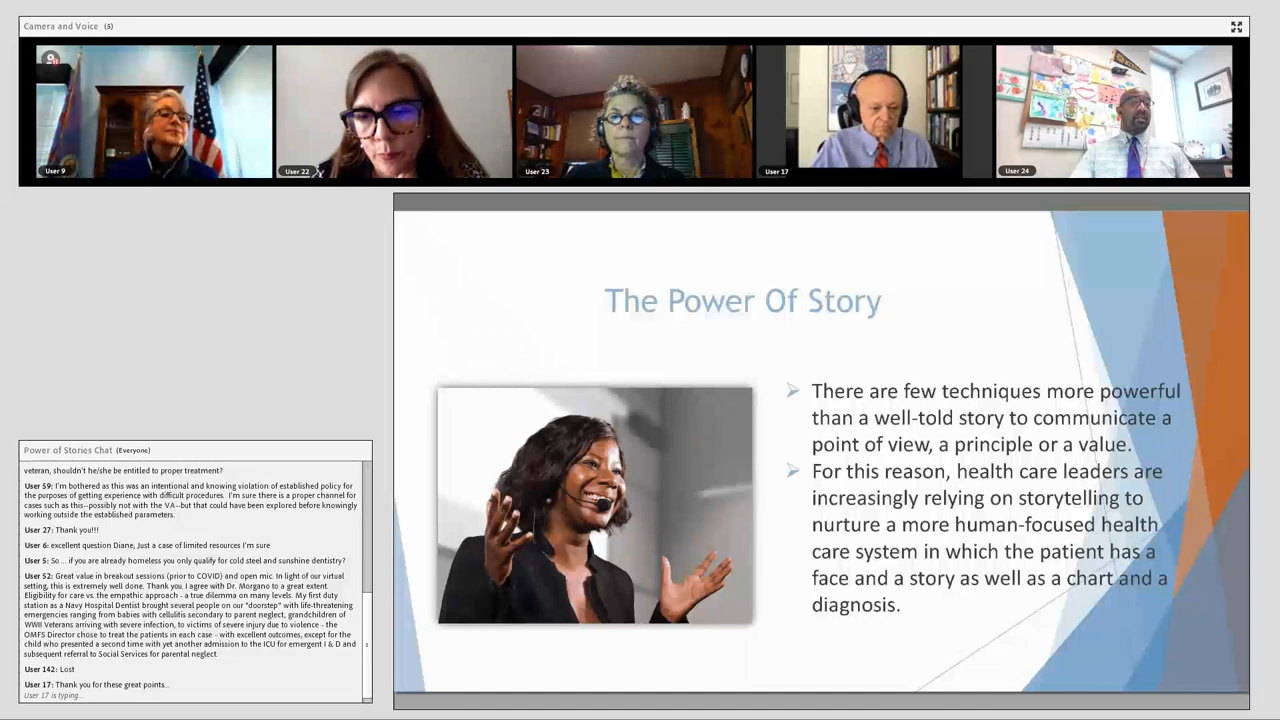 Camera and Voice (5)
User 9
User 22
User 23
User 17
User 24
The Power Of Story
There are few techniques more powerful
than a well-told story to communicate a
point of view, a principle or a value.
For this reason, health care leaders are
increasingly relying on storytelling to
nurture a more human-focused health
care system in which the patient has a
face and a story as well as a chart and a
diagnosis.
Power of Stories Chat (Everyone)
veteran, shouldn't he/she be entitled to proper treatment?
User 59: I'm bothered as this was an intentional and knowing violation of established policy for
the purposes of getting experience with difficult procedures. I'm sure there is a proper channel for
cases such as this--possibly not with the VA--but that could have been explored before knowingly
working outside the established parameters.
User 27: Thank you!!!
User 6: excellent question Diane, Just a case of limited resources I'm sure
User 5: So ... if you are already homeless you only qualify for cold steel and sunshine dentistry?
User 52: Great value in breakout sessions (prior to COVID) and open mic. In light of our virtual
setting, this is extremely well done. Thank you. I agree with Dr. Morgano to a great extent.
Eligibility for care vs. the empathic approach - a true dilemma on many levels. My first duty
station as a Navy Hospital Dentist brought several people on our "doorstep" with life-threatening
emergencies ranging from babies with cellulitis secondary to parent neglect, grandchildren of
WWII Veterans arriving with severe infection, to victims of severe injury due to violence - the
OMFS Director chose to treat the patients in each case - with excellent outcomes, except for the
child who presented a second time with yet another admission to the ICU for emergent I & D and
subsequent referral to Social Services for parental neglect.
User 142: Lost
User 17: Thank you for these great points...
User 17 is typing...